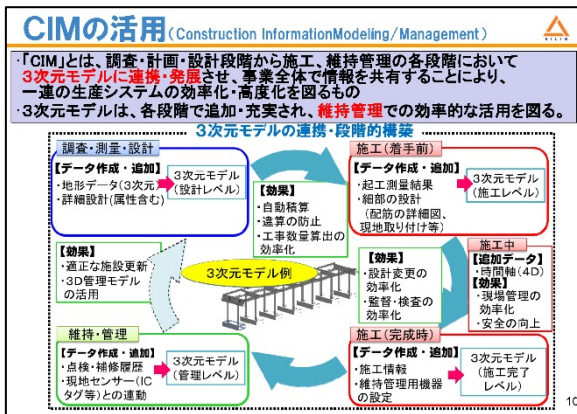 CIMの活用(Construction InformationModeling/Management)
・「CIM」とは、調査・計画・設計段階から施工、維持管理の各段階において
3次元モデルに連携・発展させ、事業全体で情報を共有することにより、
一連の生産システムの効率化・高度化を図るもの
・3次元モデルは、各段階で追加・充実され、維持管理での効率的な活用を図る。
3次元モデルの連携・段階的構築
調査・測量・設計
【データ作成・追加】
・地形データ(3次元)
・詳細設計(属性含む)
3次元モデル
(設計レベル)
【効果】
・自動積算
・違算の防止
・工事数量算出の
効率化
施工(着手前)
【データ作成・追加】
・起工測量結果
・細部の設計
(配筋の詳細図、
現地取り付け等)
3次元モデル
(施工レベル)
施工中
【追加データ】
・時間軸(4D)
【効果】
・現場管理の
効率化
・安全の向上
【効果】
・設計変更の
効率化
・監督・検査の
効率化
3次元モデル例
【効果】
・適正な施設更新
・3D管理モデル
の活用
維持・管理
【データ作成・追加】
・点検・補修履歴
・現地センサー(IC
タグ等)との連動
3次元モデル
(管理レベル)
施工(完成時)
【データ作成・追加】
・施工情報
・維持管理用機器
の設定
3次元モデル
(施工完了
レベル)
10